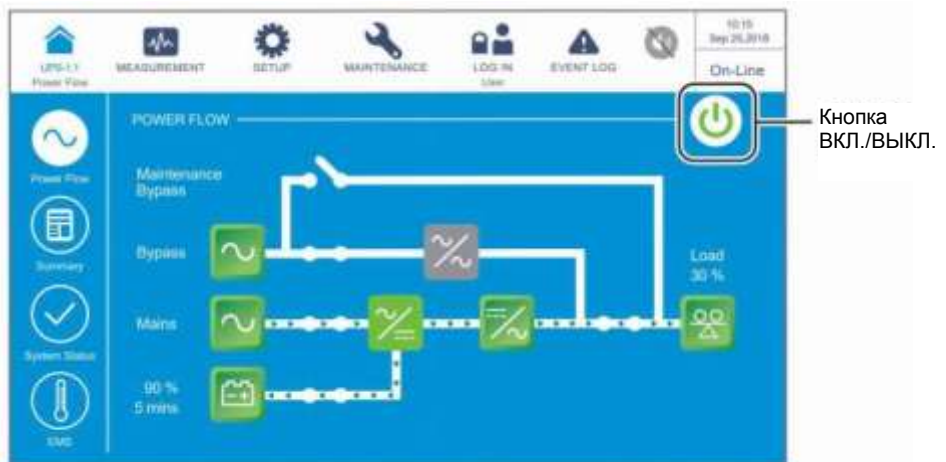 10:15
Sep 25,2018
UPS-1.1
MEASUREMENT
SETUP
MAINTENANCE
LOG IN
EVENT LOG
On-Line
Power Flow
User
POWER FLOW
Кнопка
ВКЛ./ВЫКЛ.
Power Flow
Maintenance
Bypass
Summary
Bypass
Load
30 %
Mains
System Status
90 %
5 mins
EMS